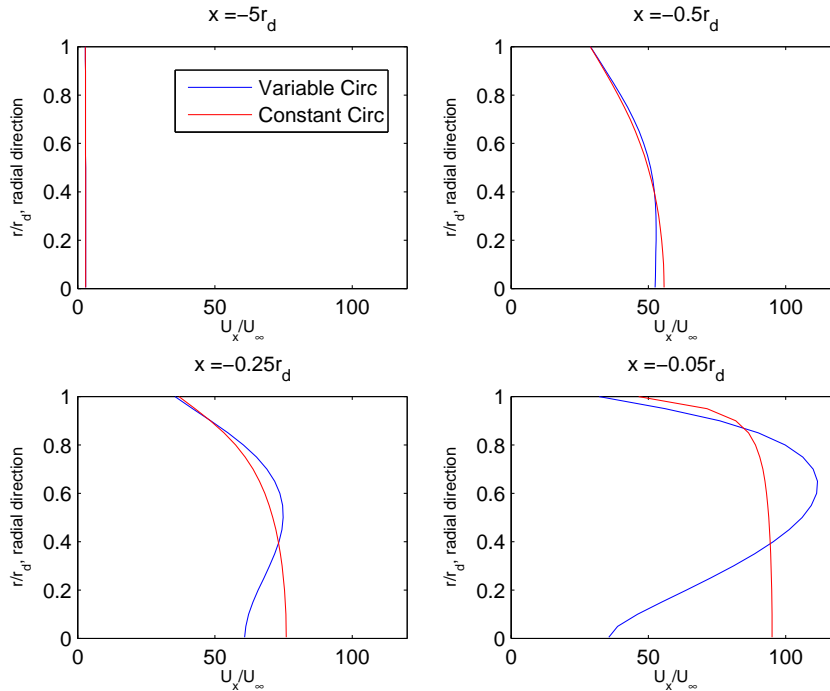 x =−5r_d
1
0.8
0.6
0.4
0.2
0
r/r_d, radial direction
Variable Circ
Constant Circ
0 50 100
U_x/U_∞
x =−0.5r_d
1
0.8
0.6
0.4
0.2
0
r/r_d, radial direction
0 50 100
U_x/U_∞
x =−0.25r_d
1
0.8
0.6
0.4
0.2
0
r/r_d, radial direction
0 50 100
U_x/U_∞
x =−0.05r_d
1
0.8
0.6
0.4
0.2
0
r/r_d, radial direction
0 50 100
U_x/U_∞